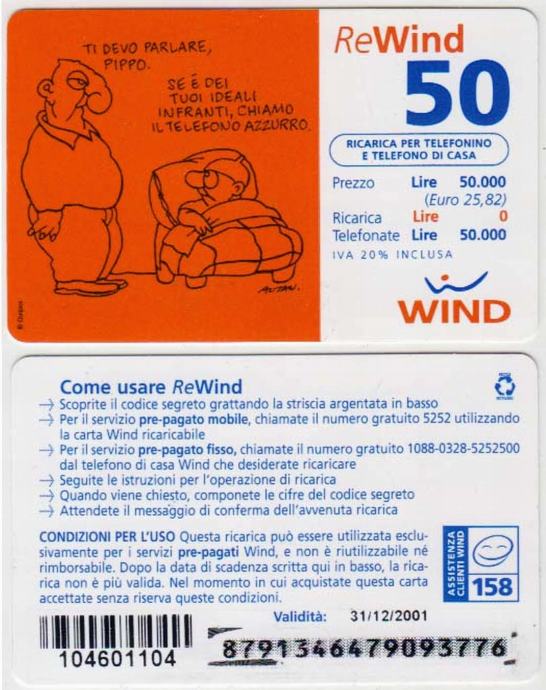 TI DEVO PARLARE,
PIPPO.
SE È DEI
TUOI IDEALI
INFRANTI, CHIAMO
IL TELEFONO AZZURRO.
ALTAN.
© Quipos
ReWind
50
RICARICA PER TELEFONINO
E TELEFONO DI CASA
Prezzo Lire 50.000
(Euro 25,82)
Ricarica Lire 0
Telefonate Lire 50.000
IVA 20% INCLUSA
WIND
Come usare ReWind
→ Scoprite il codice segreto grattando la striscia argentata in basso
→ Per il servizio pre-pagato mobile, chiamate il numero gratuito 5252 utilizzando
la carta Wind ricaricabile
→ Per il servizio pre-pagato fisso, chiamate il numero gratuito 1088-0328-5252500
dal telefono di casa Wind che desiderate ricaricare
→ Seguite le istruzioni per l'operazione di ricarica
→ Quando viene chiesto, componete le cifre del codice segreto
→ Attendete il messaggio di conferma dell'avvenuta ricarica
CONDIZIONI PER L'USO Questa ricarica può essere utilizzata esclu-
sivamente per i servizi pre-pagati Wind, e non è riutilizzabile né
rimborsabile. Dopo la data di scadenza scritta qui in basso, la rica-
rica non è più valida. Nel momento in cui acquistate questa carta
accettate senza riserva queste condizioni.
ASSISTENZA
CLIENTI WIND
158
Validità: 31/12/2001
104601104
8791346479093776